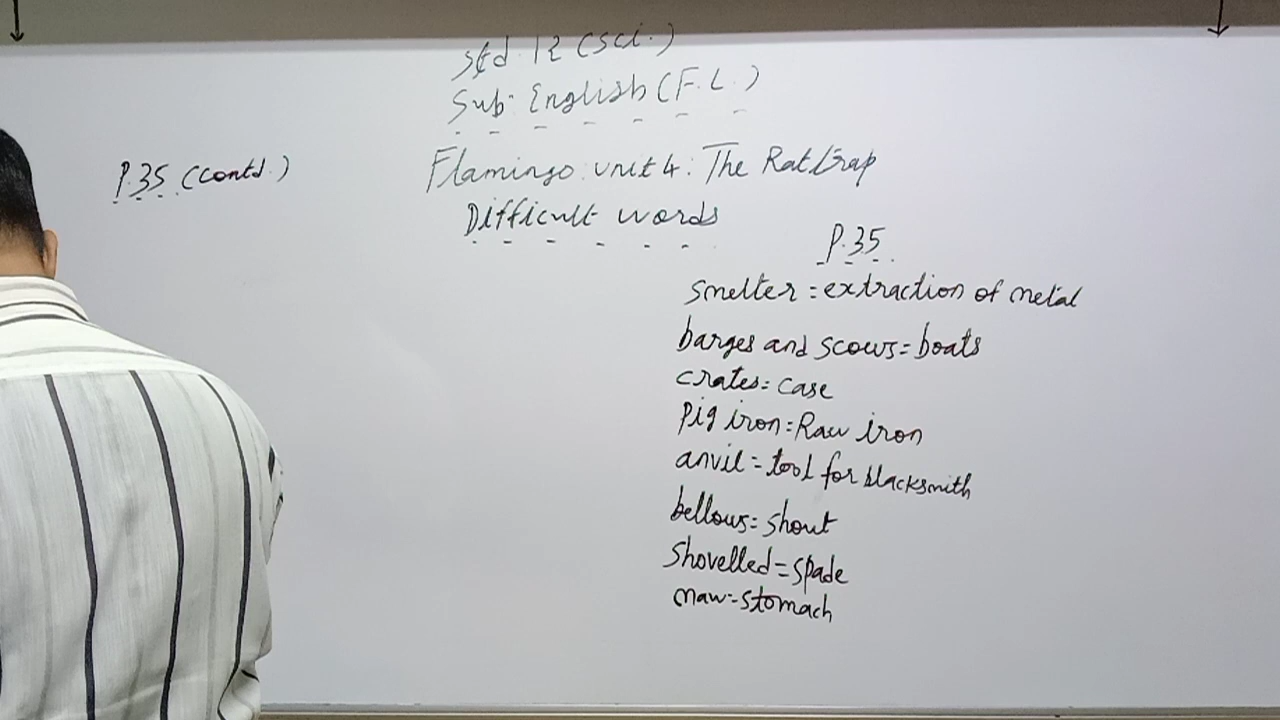 Std. 12 (Sci.)
Sub: English (F.L.)
Flamingo: Unit 4: The Rattrap
Difficult words
P.35 (contd.)
P.35
Smelter = extraction of metal
barges and scows = boats
crates = case
Pig iron = Raw iron
anvil = tool for blacksmith
bellows = shout
Shovelled = spade
maw = stomach